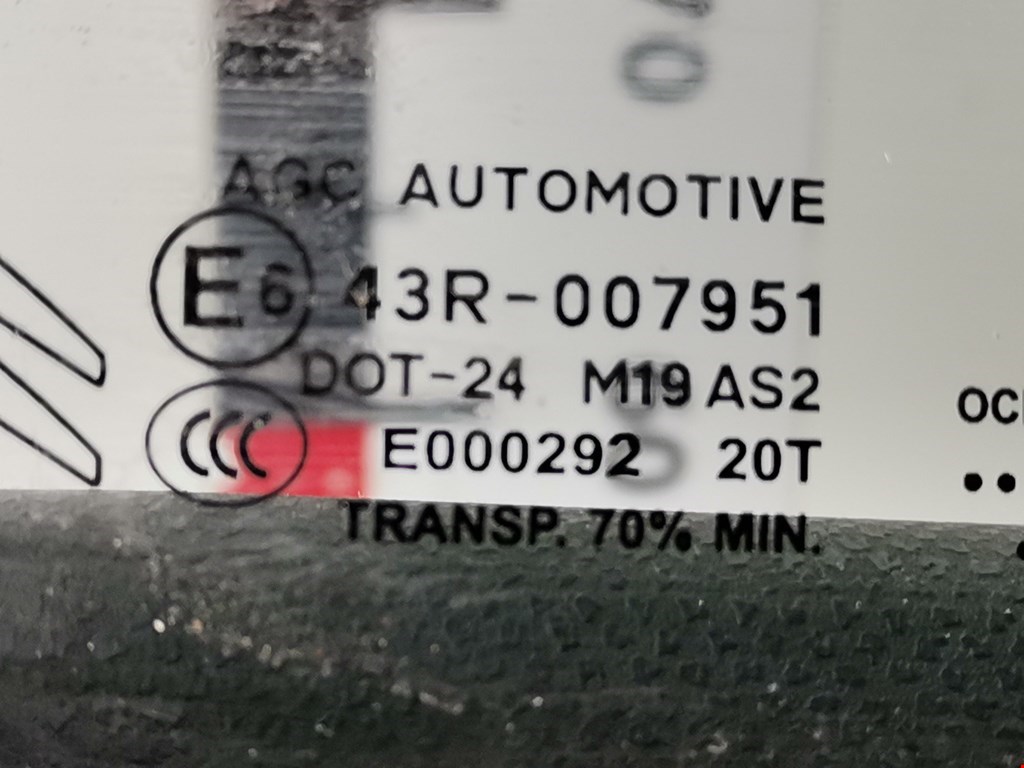 AGC AUTOMOTIVE
E6 43R-007951
DOT-24 M19 AS2
CCC E000292 20T
TRANSP. 70% MIN.